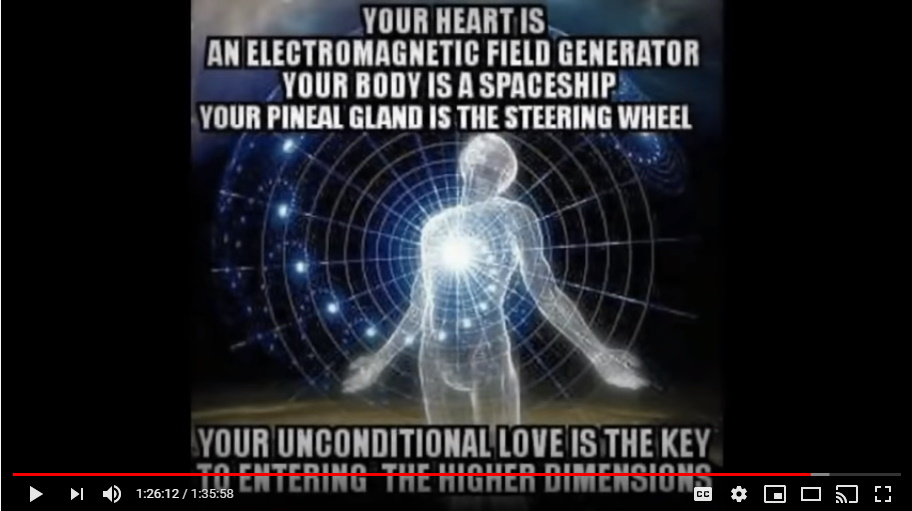 YOUR HEART IS
AN ELECTROMAGNETIC FIELD GENERATOR
YOUR BODY IS A SPACESHIP
YOUR PINEAL GLAND IS THE STEERING WHEEL
YOUR UNCONDITIONAL LOVE IS THE KEY
TO ENTERING THE HIGHER DIMENSIONS
1:26:12 / 1:35:58
CC